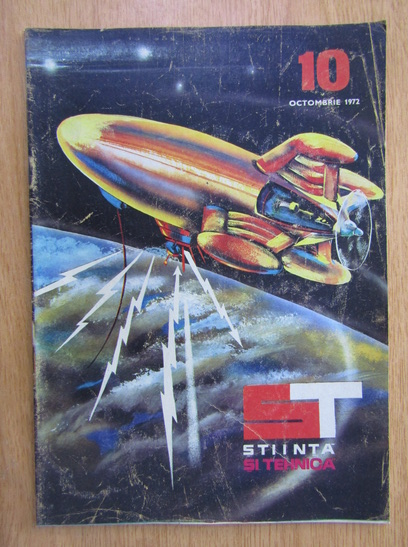 10
OCTOMBRIE 1972
ST
STIINTA
SI TEHNICA